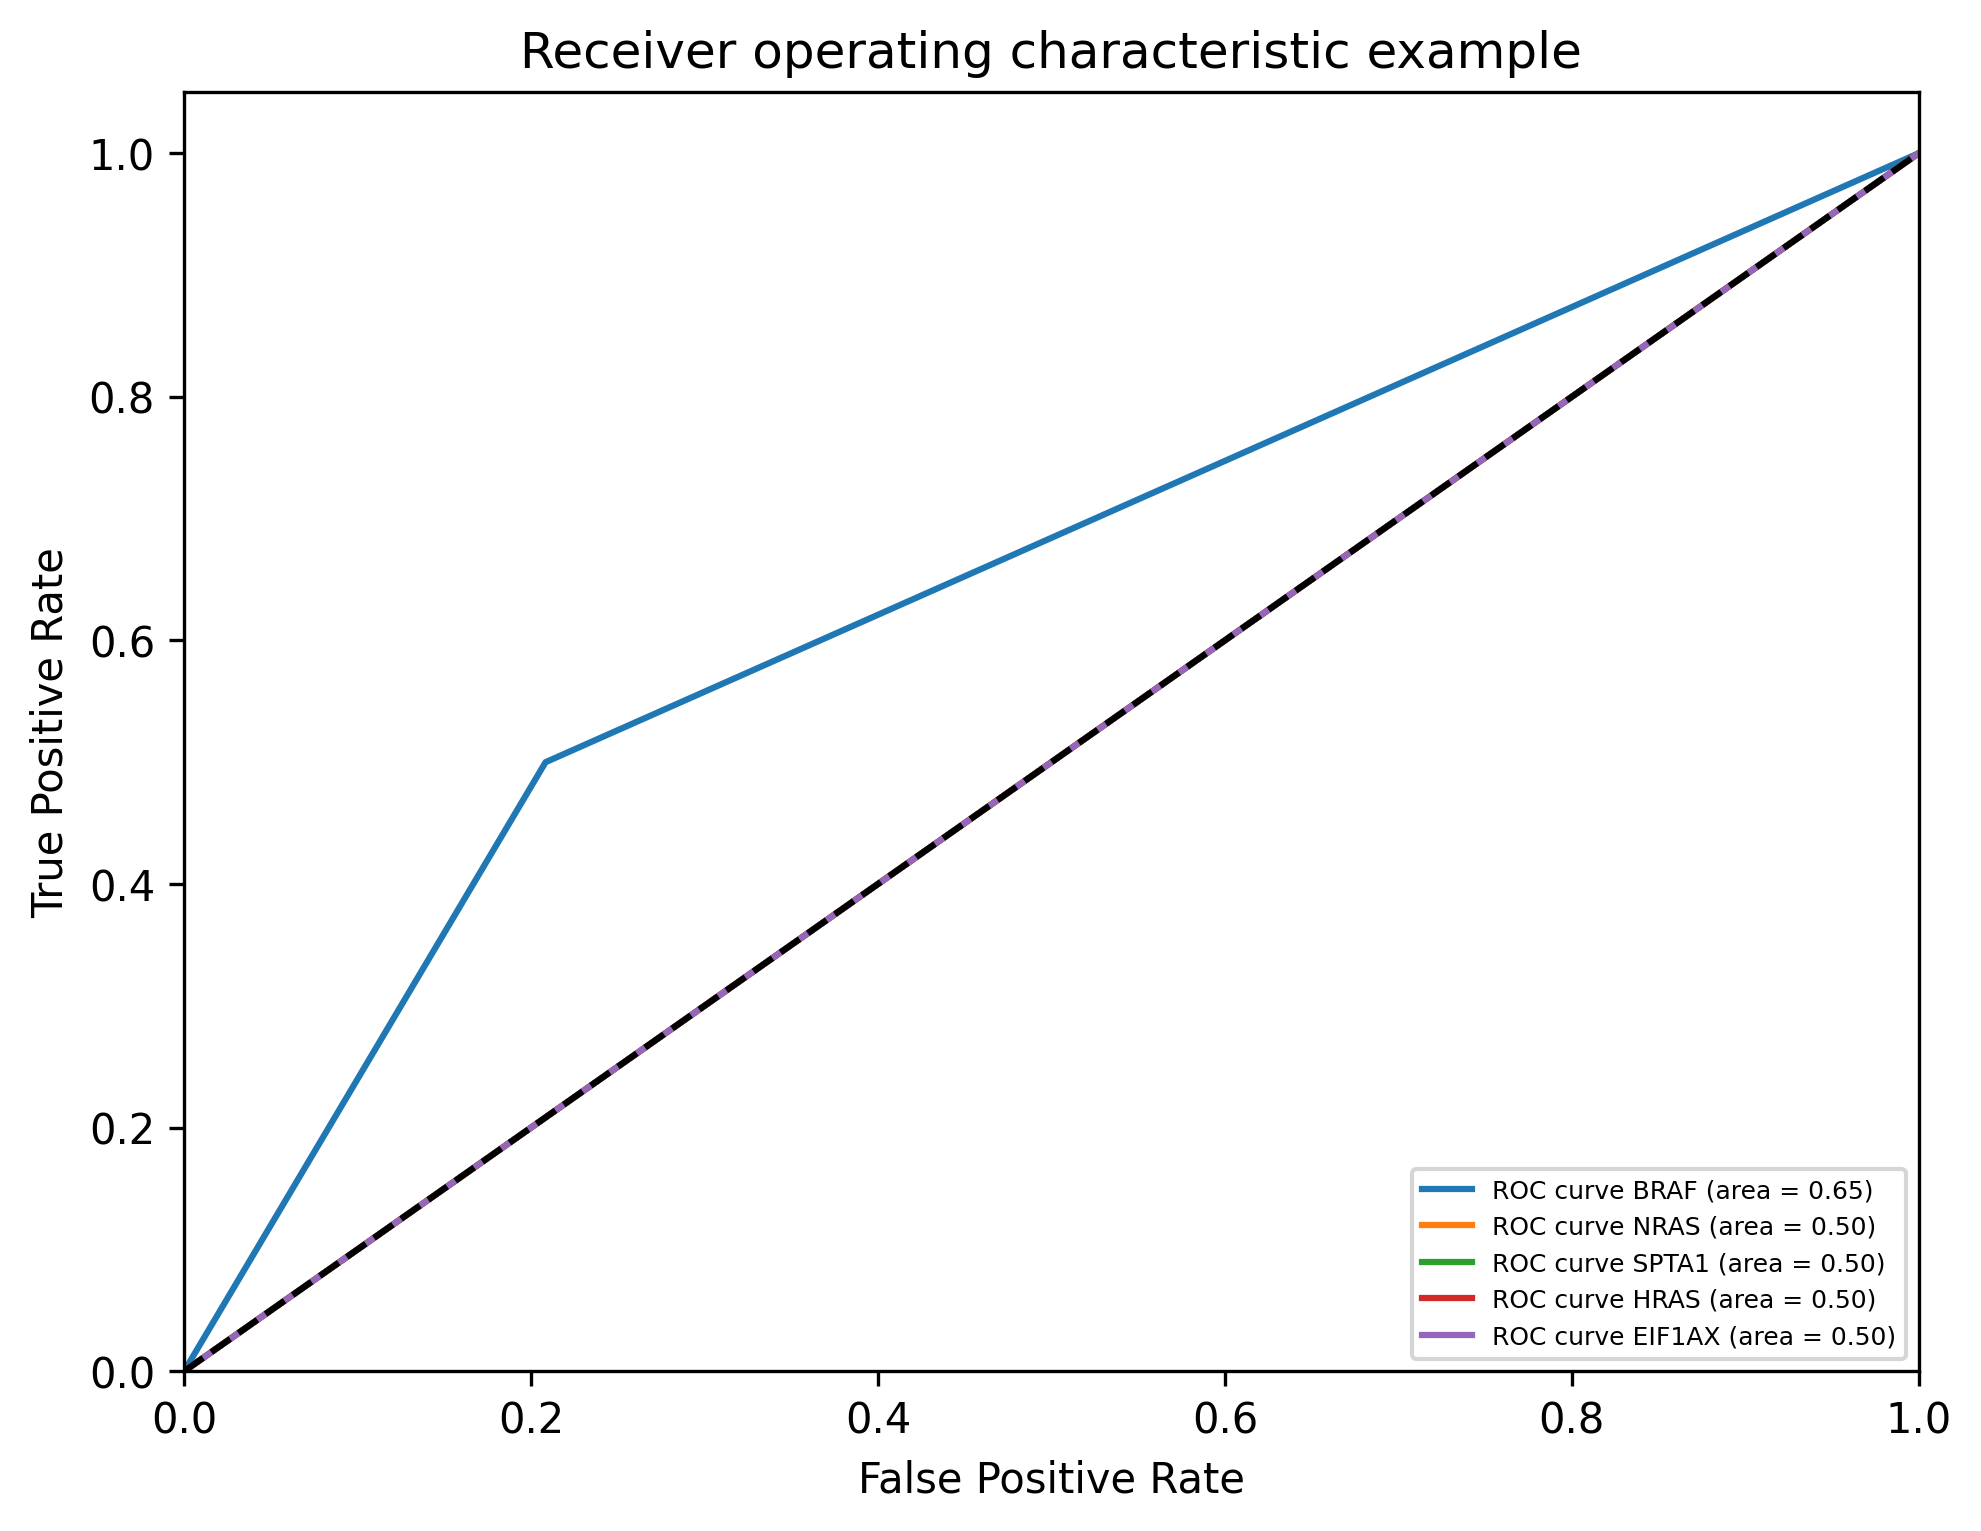 Receiver operating characteristic example
True Positive Rate
1.0
0.8
0.6
0.4
0.2
0.0
ROC curve BRAF (area = 0.65)
ROC curve NRAS (area = 0.50)
ROC curve SPTA1 (area = 0.50)
ROC curve HRAS (area = 0.50)
ROC curve EIF1AX (area = 0.50)
0.0 0.2 0.4 0.6 0.8 1.0
False Positive Rate